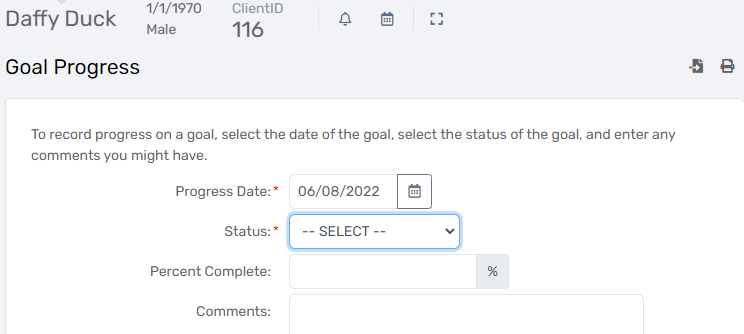 Daffy Duck
1/1/1970
Male
ClientID
116
Goal Progress
To record progress on a goal, select the date of the goal, select the status of the goal, and enter any
comments you might have.
Progress Date:* 06/08/2022
Status:* -- SELECT --
Percent Complete: %
Comments: